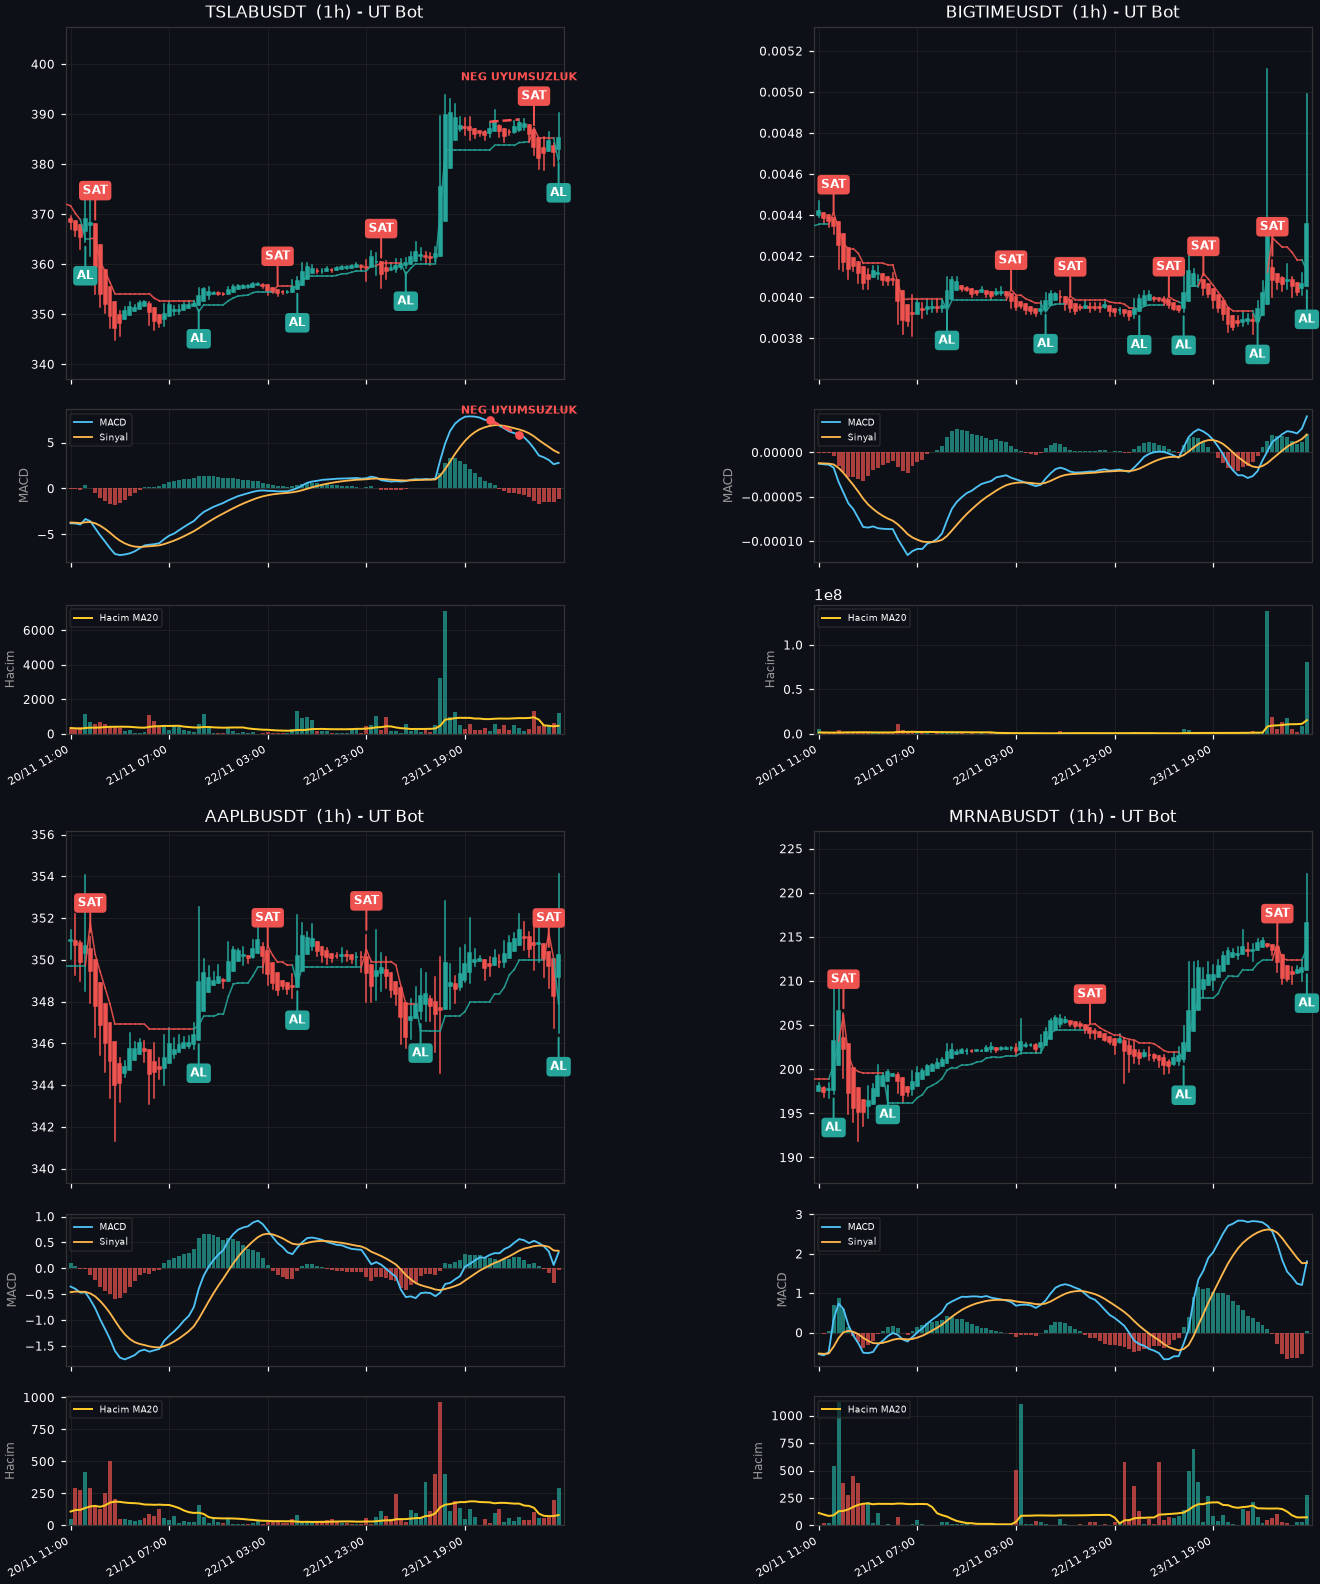 TSLABUSDT  (1h) - UT Bot
400
390
380
370
360
350
340
SAT
AL
AL
SAT
AL
SAT
AL
NEG UYUMSUZLUK
SAT
AL
MACD
MACD
Sinyal
NEG UYUMSUZLUK
5
0
−5
Hacim
Hacim MA20
6000
4000
2000
0
20/11 11:00
21/11 07:00
22/11 03:00
22/11 23:00
23/11 19:00
BIGTIMEUSDT  (1h) - UT Bot
0.0052
0.0050
0.0048
0.0046
0.0044
0.0042
0.0040
0.0038
SAT
AL
SAT
AL
SAT
AL
SAT
AL
SAT
AL
SAT
AL
MACD
MACD
Sinyal
0.00000
−0.00005
−0.00010
1e8
Hacim
Hacim MA20
1.0
0.5
0.0
20/11 11:00
21/11 07:00
22/11 03:00
22/11 23:00
23/11 19:00
AAPLBUSDT  (1h) - UT Bot
356
354
352
350
348
346
344
342
340
SAT
AL
SAT
AL
SAT
AL
SAT
AL
MACD
MACD
Sinyal
1.0
0.5
0.0
−0.5
−1.0
−1.5
Hacim
Hacim MA20
1000
750
500
250
0
20/11 11:00
21/11 07:00
22/11 03:00
22/11 23:00
23/11 19:00
MRNABUSDT  (1h) - UT Bot
225
220
215
210
205
200
195
190
AL
SAT
AL
SAT
AL
SAT
AL
MACD
MACD
Sinyal
3
2
1
0
Hacim
Hacim MA20
1000
750
500
250
0
20/11 11:00
21/11 07:00
22/11 03:00
22/11 23:00
23/11 19:00